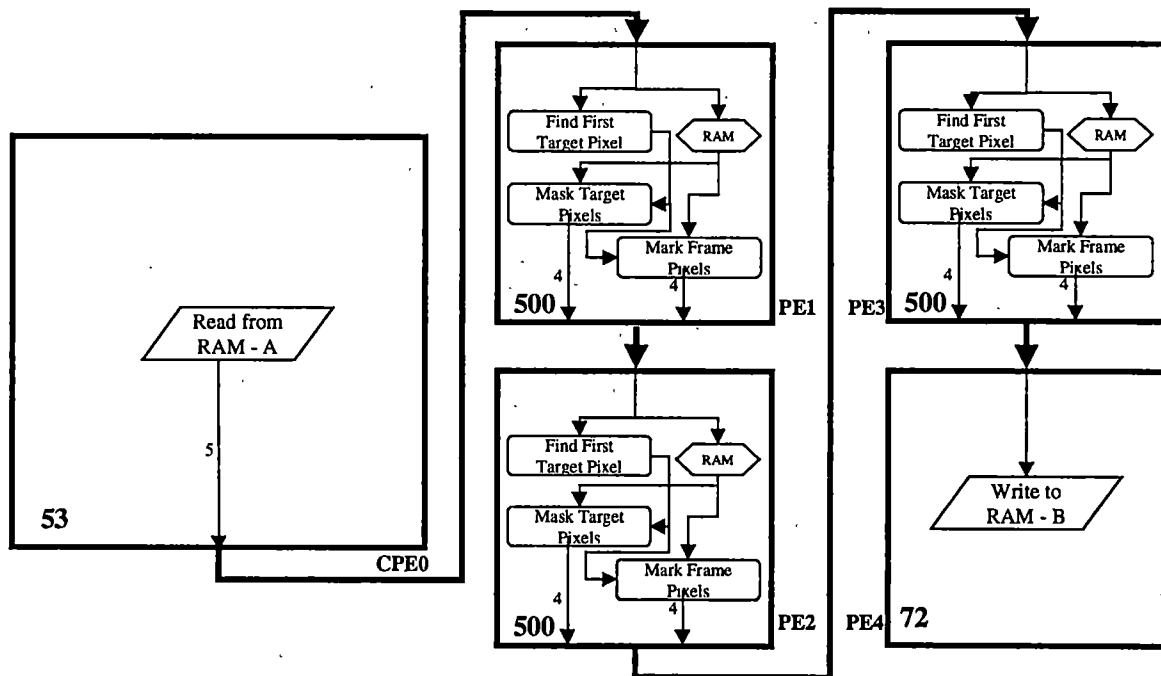 Read from
RAM - A
5
53
CPE0
Find First
Target Pixel
RAM
Mask Target
Pixels
Mark Frame
Pixels
4
4
500
PE1
Find First
Target Pixel
RAM
Mask Target
Pixels
Mark Frame
Pixels
4
4
500
PE2
Find First
Target Pixel
RAM
Mask Target
Pixels
Mark Frame
Pixels
4
4
500
PE3
Write to
RAM - B
72
PE4